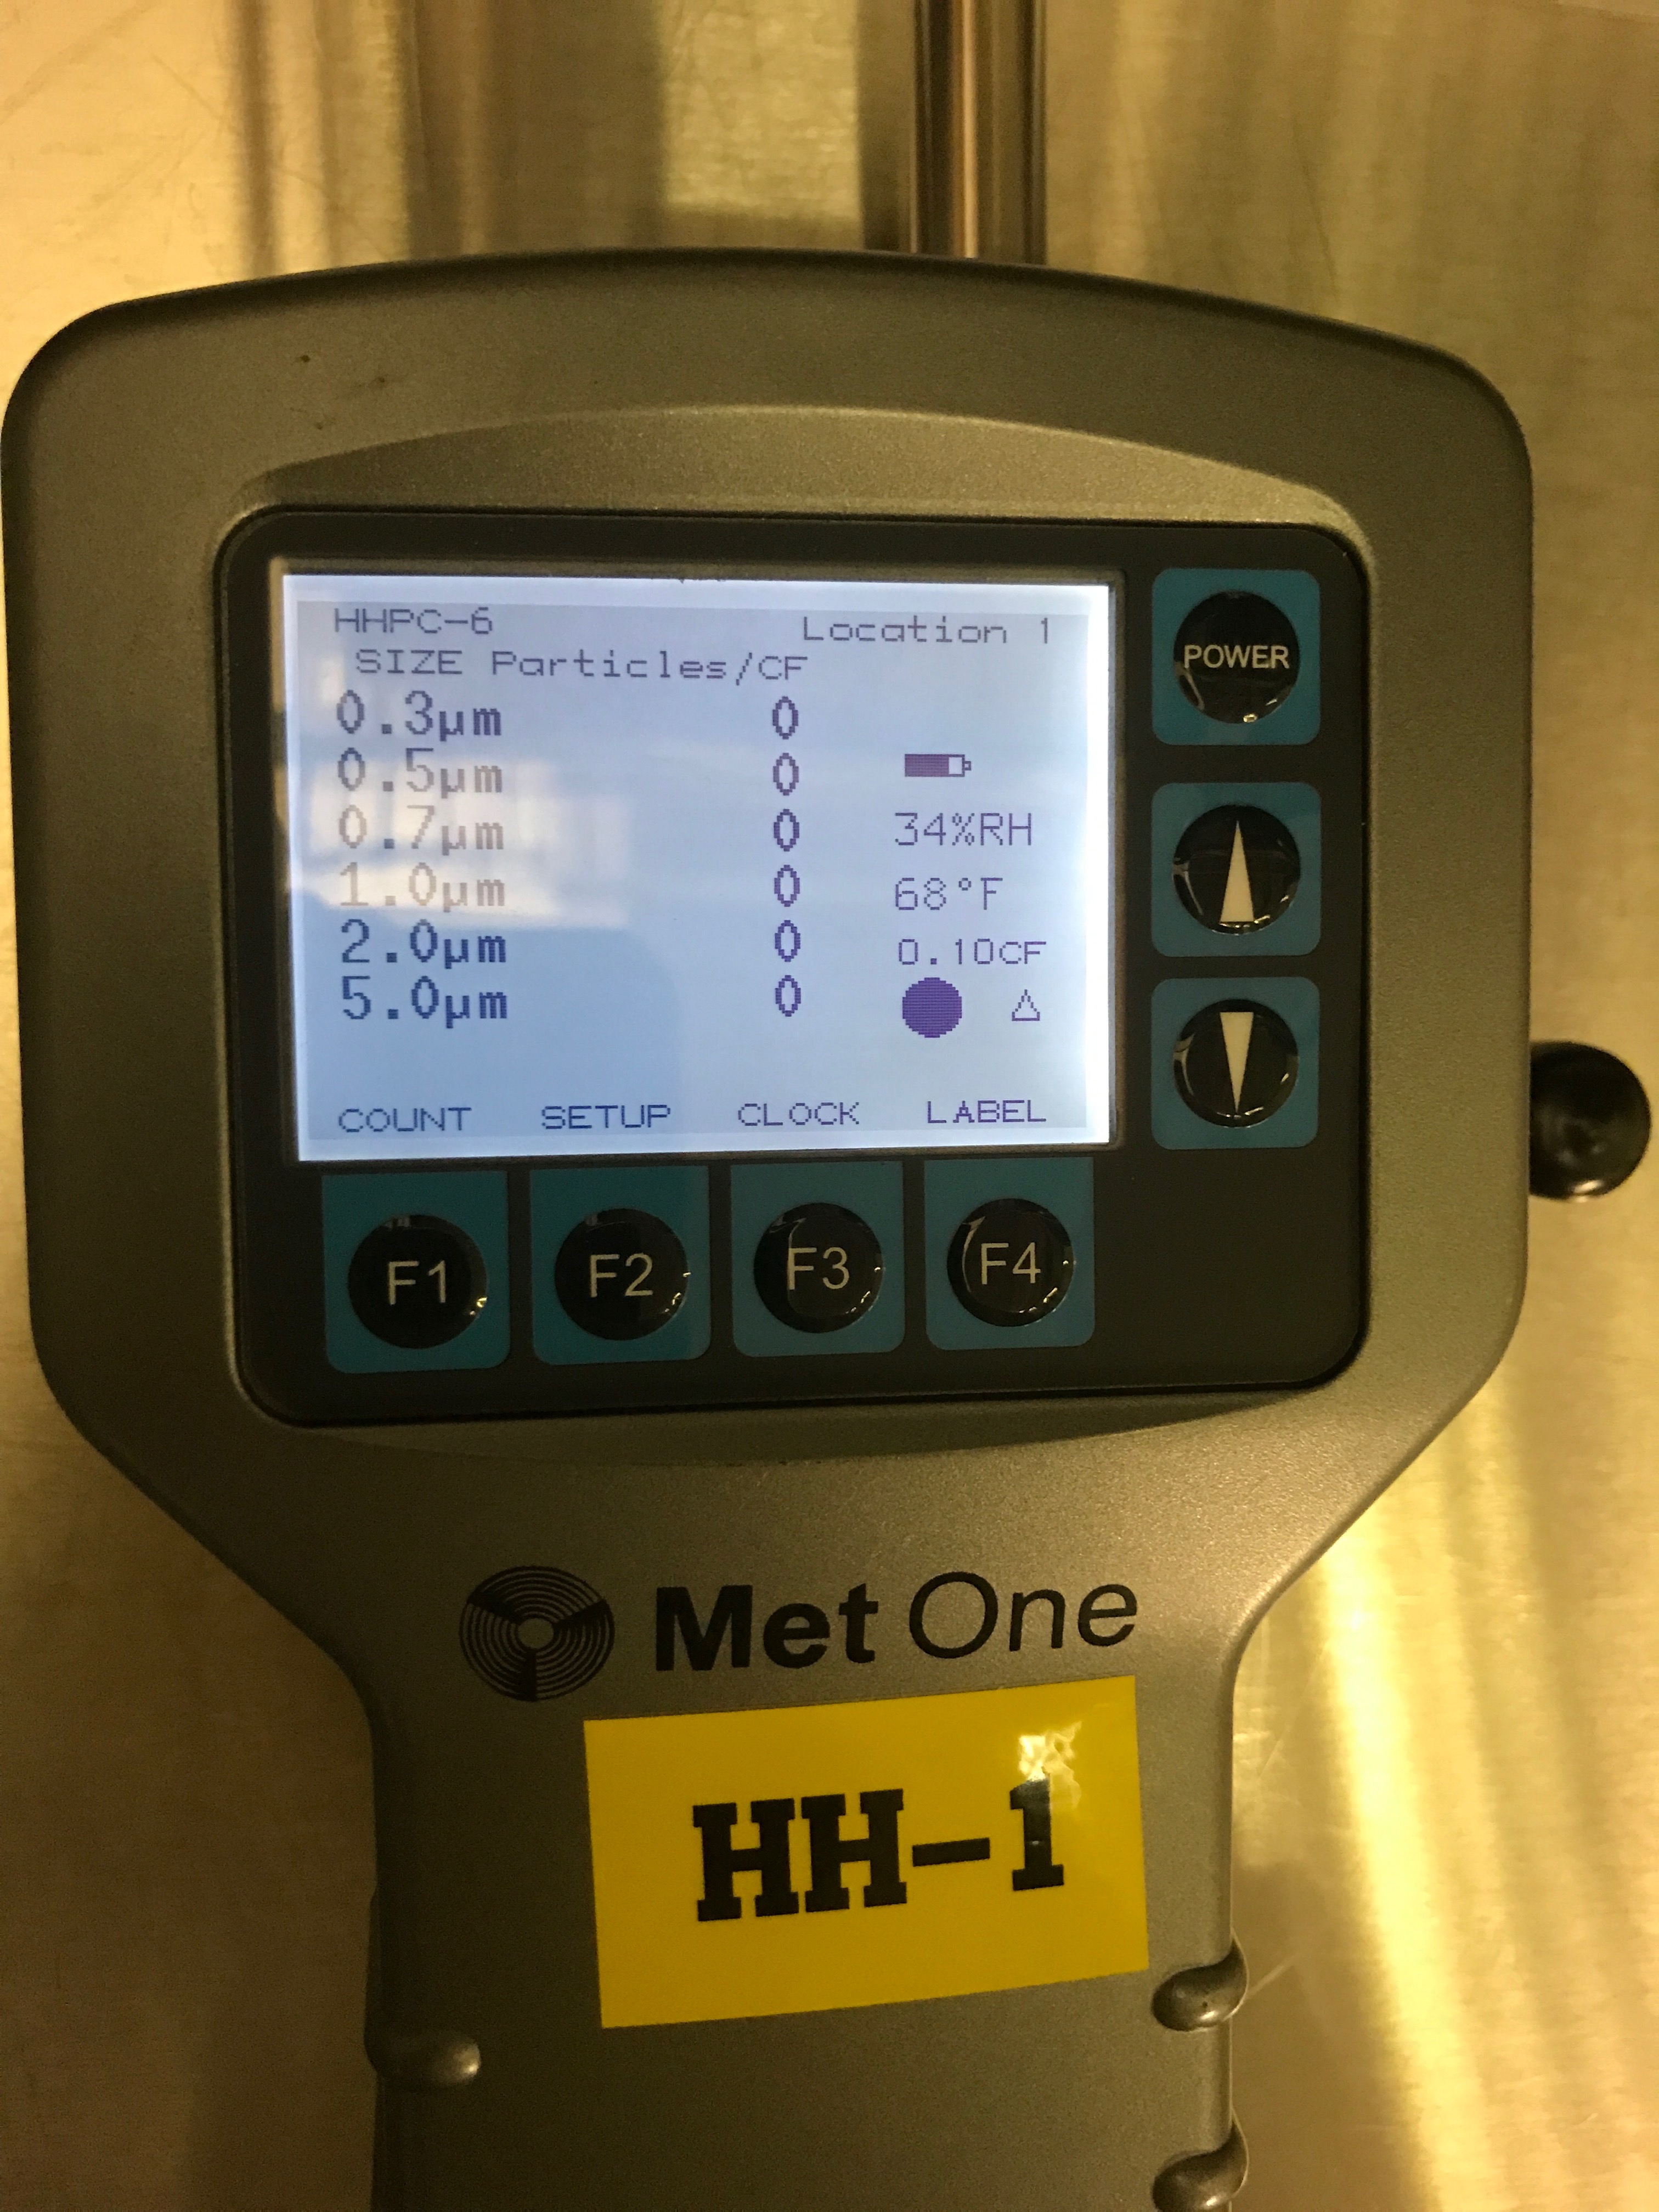 HHPC-6 Location 1
SIZE Particles/CF
0.3µm 0
0.5µm 0
0.7µm 0
34%RH
1.0µm 0
68°F
2.0µm 0
0.10CF
5.0µm 0
Δ
COUNT SETUP CLOCK LABEL
POWER
F1 F2 F3 F4
Met One
HH-1